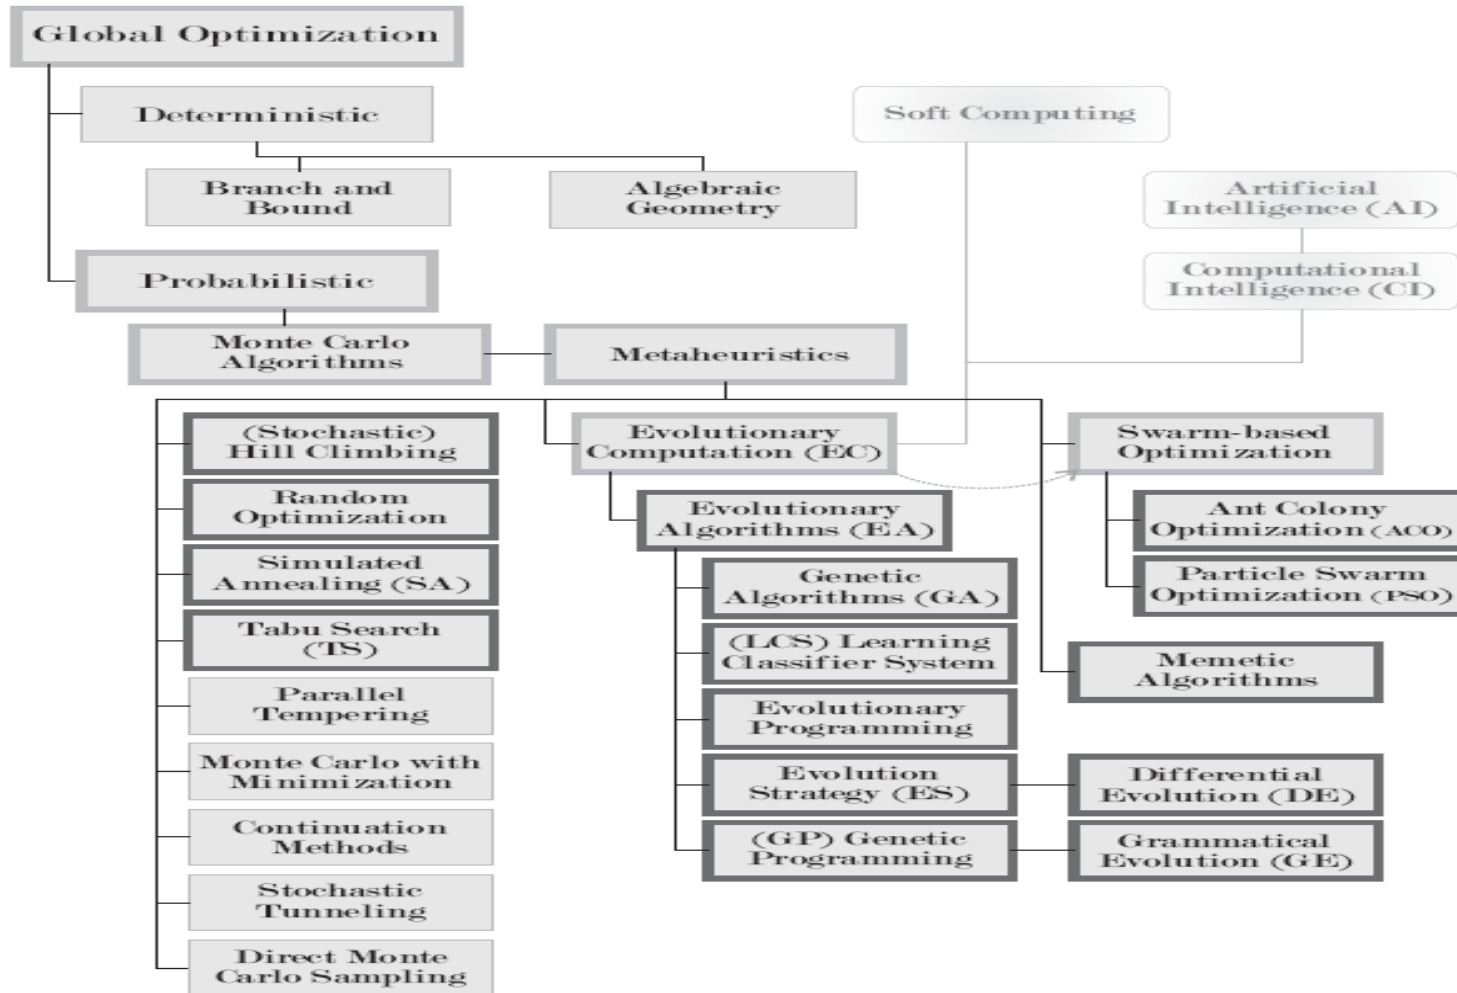 Global Optimization
Deterministic
Soft Computing
Branch and
Bound
Algebraic
Geometry
Artificial
Intelligence (AI)
Probabilistic
Computational
Intelligence (CI)
Monte Carlo
Algorithms
Metaheuristics
(Stochastic)
Hill Climbing
Random
Optimization
Simulated
Annealing (SA)
Tabu Search
(TS)
Parallel
Tempering
Monte Carlo with
Minimization
Continuation
Methods
Stochastic
Tunneling
Direct Monte
Carlo Sampling
Evolutionary
Computation (EC)
Evolutionary
Algorithms (EA)
Genetic
Algorithms (GA)
(LCS) Learning
Classifier System
Evolutionary
Programming
Evolution
Strategy (ES)
Differential
Evolution (DE)
(GP) Genetic
Programming
Grammatical
Evolution (GE)
Swarm-based
Optimization
Ant Colony
Optimization (ACO)
Particle Swarm
Optimization (PSO)
Memetic
Algorithms